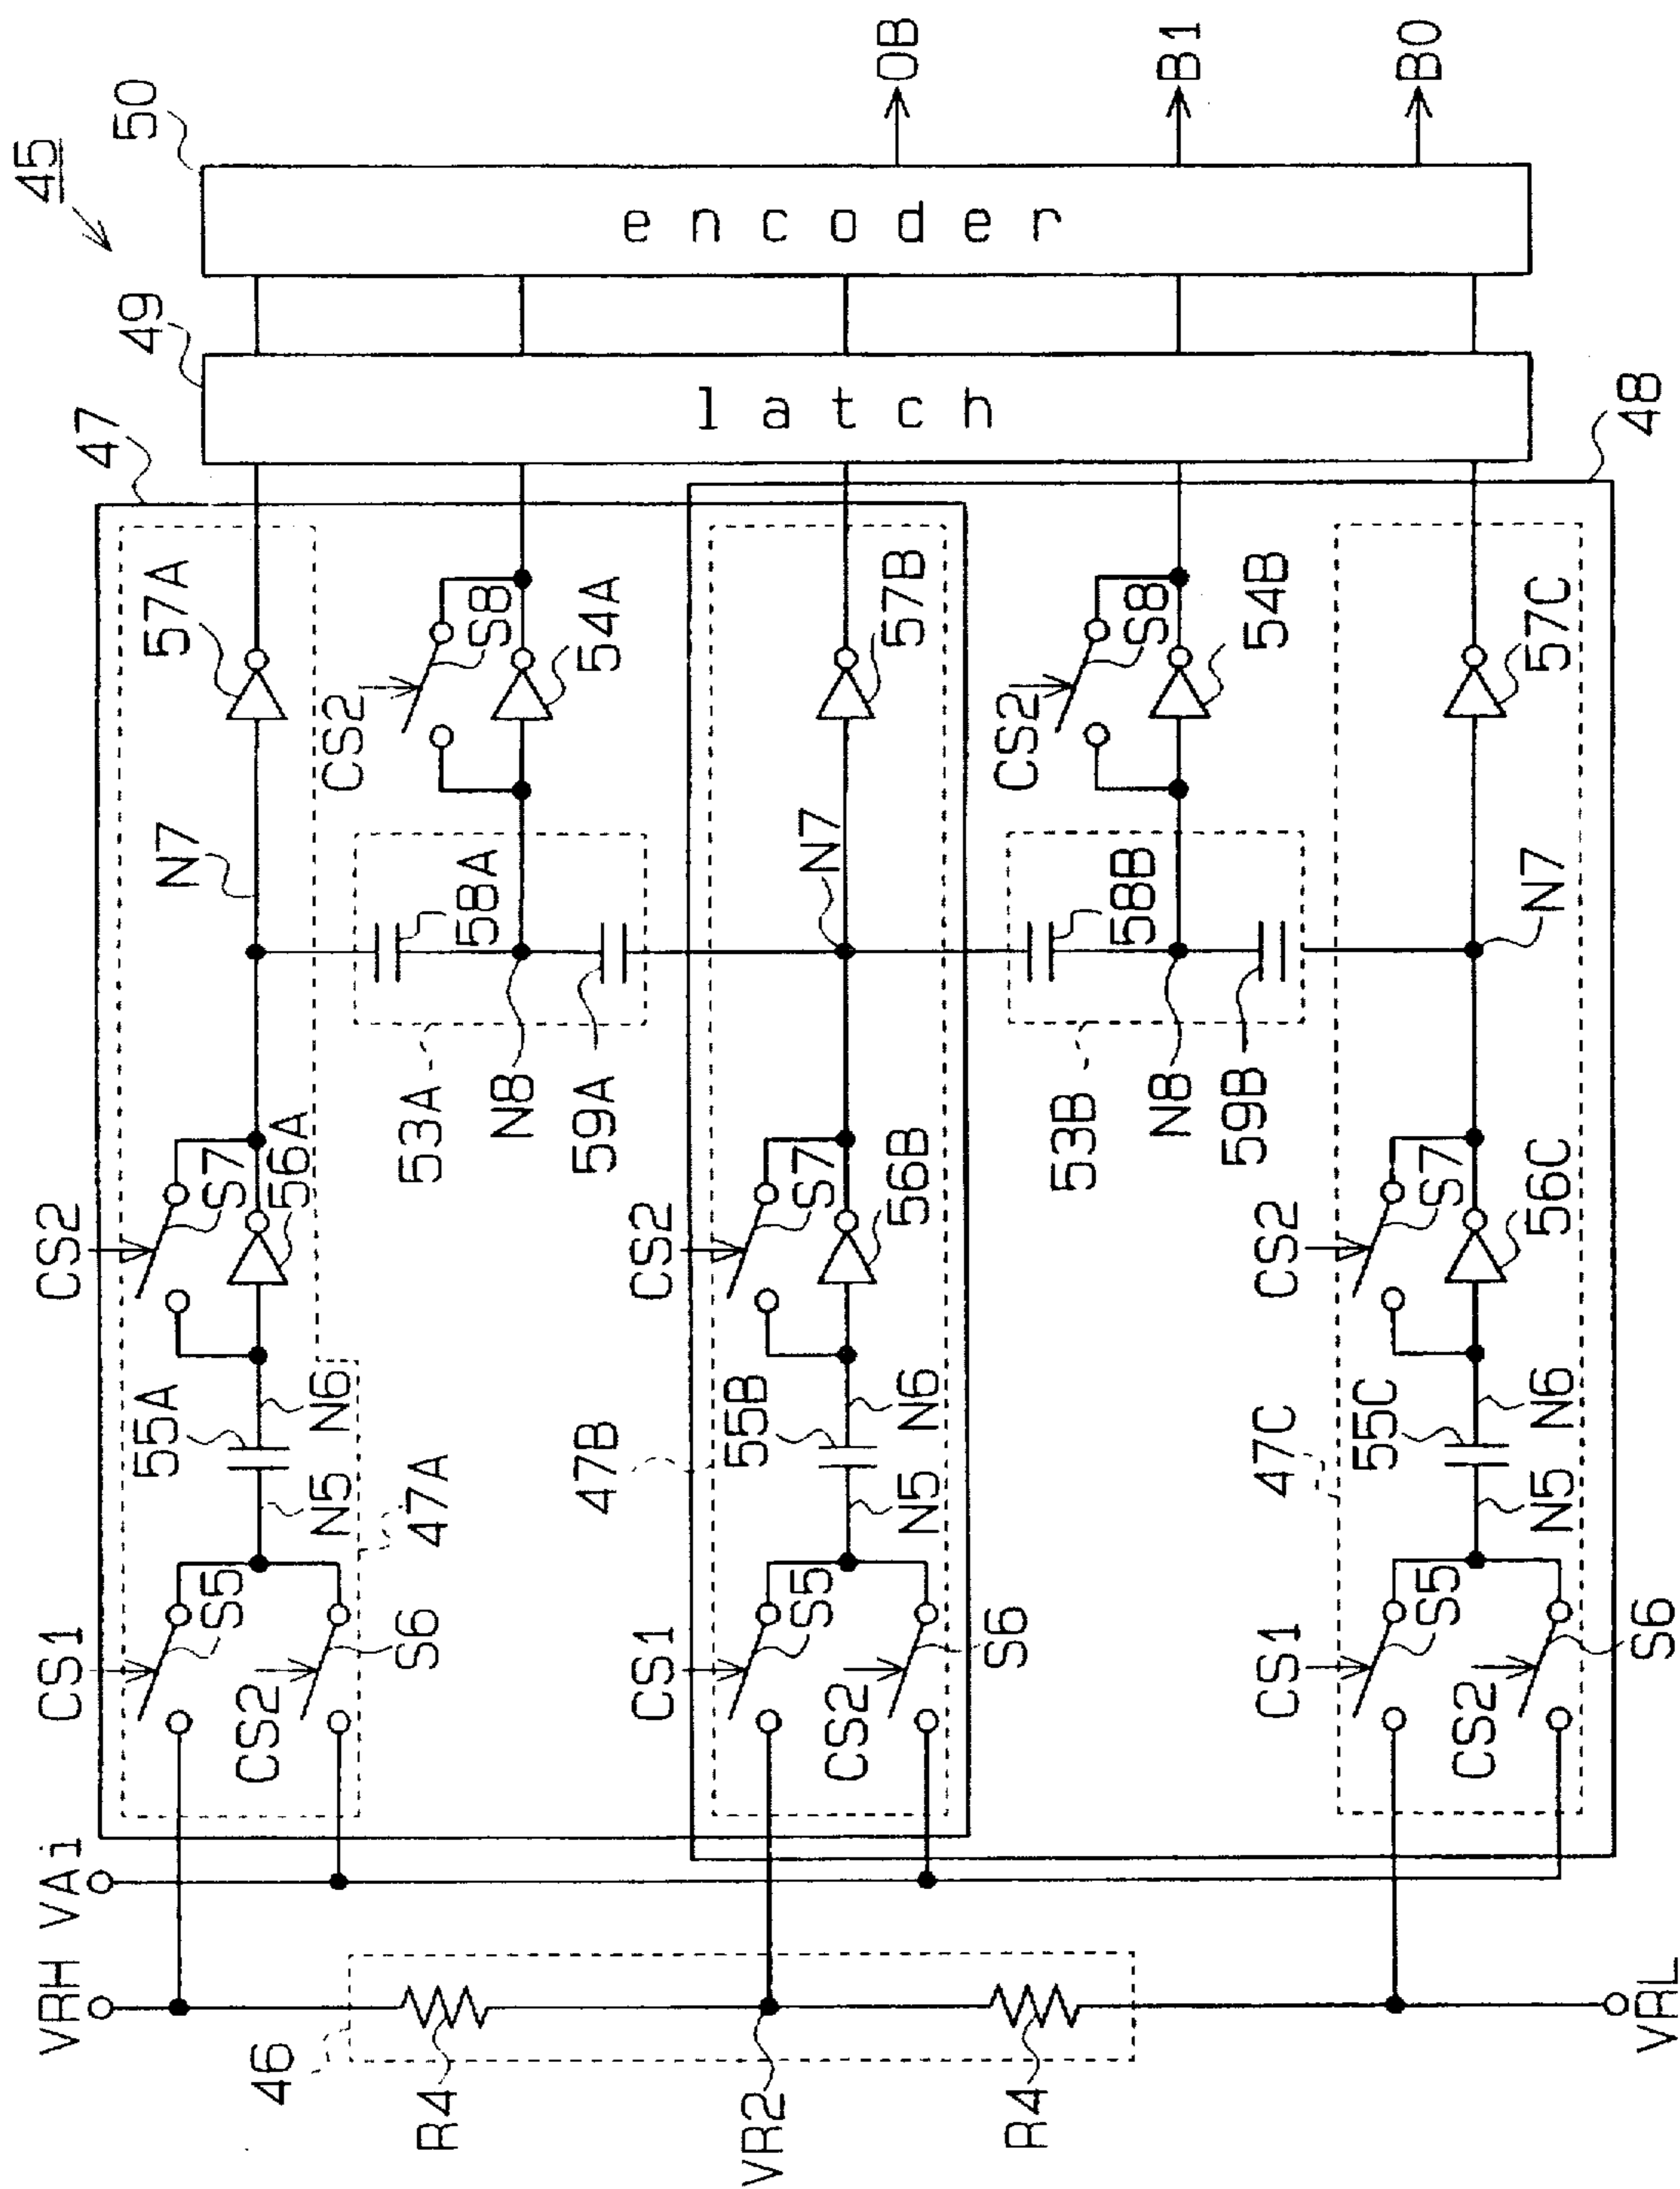 45
50
encoder
OB
B1
B0
49
latch
47
48
57A
CS2
S8
54A
57B
CS2
S8
54B
57C
N7
58A
N7
58B
N7
53A
N8
59A
53B
N8
59B
CS2
S7
56A
CS2
S7
56B
CS2
S7
56C
55A
N6
N5
47A
47B
55B
N6
N5
47C
55C
N6
N5
CS1
S5
CS2
S6
CS1
S5
CS2
S6
CS1
S5
CS2
S6
VAi
VRH
46
R4
VR2
R4
VRL